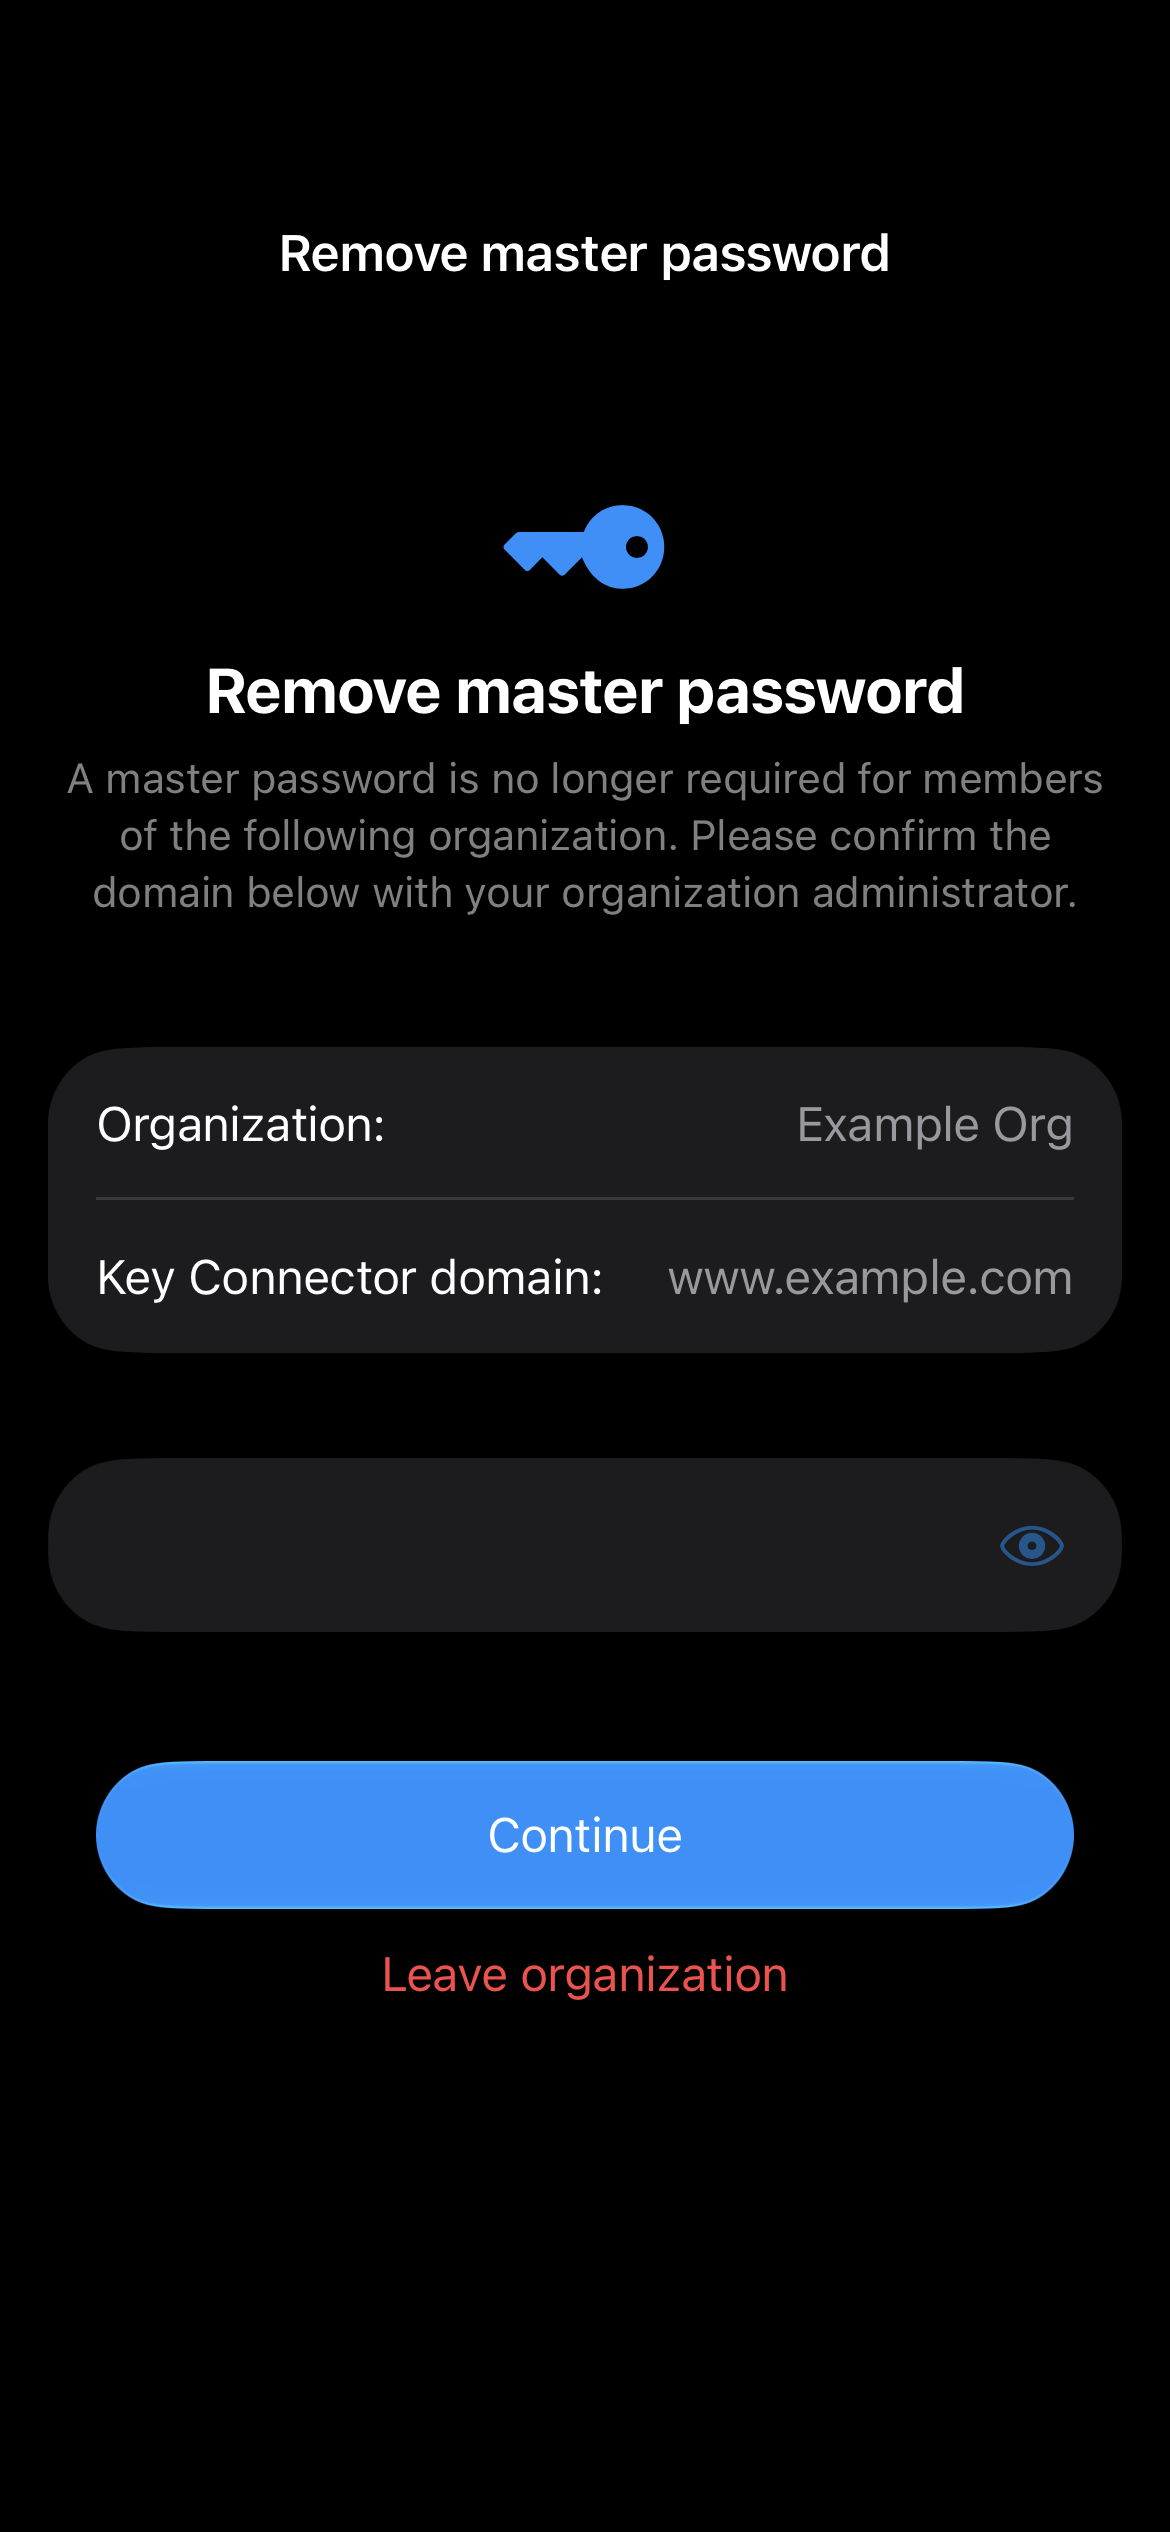 Remove master password
Remove master password
A master password is no longer required for members
of the following organization. Please confirm the
domain below with your organization administrator.
Organization: Example Org
Key Connector domain: www.example.com
Continue
Leave organization